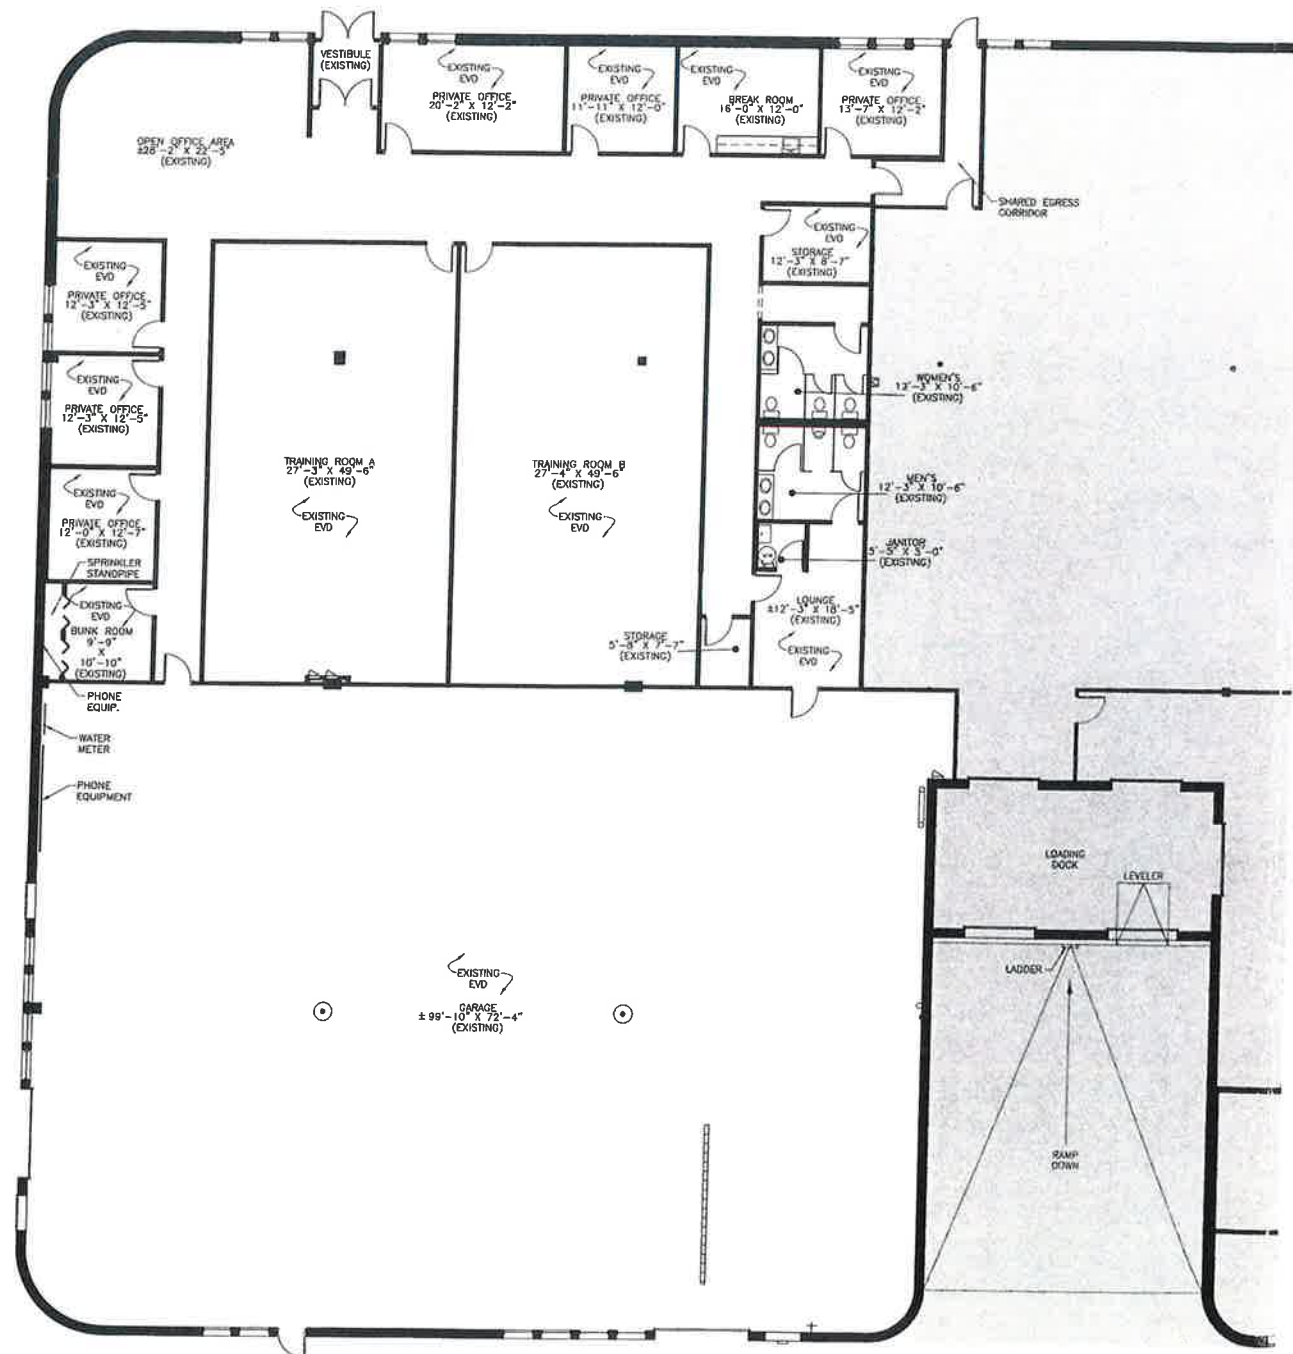 VESTIBULE
(EXISTING)
EXISTING
EVD
PRIVATE OFFICE
20'-2" X 12'-2"
(EXISTING)
EXISTING
EVD
PRIVATE OFFICE
11'-11" X 12'-0"
(EXISTING)
EXISTING
EVD
BREAK ROOM
16'-0" X 12'-0"
(EXISTING)
EXISTING
EVD
PRIVATE OFFICE
13'-7" X 12'-2"
(EXISTING)
OPEN OFFICE AREA
±28'-2" X 22'-5"
(EXISTING)
SHARED EGRESS
CORRIDOR
EXISTING
EVD
STORAGE
12'-3" X 8'-7"
(EXISTING)
EXISTING
EVD
PRIVATE OFFICE
12'-3" X 12'-5"
(EXISTING)
EXISTING
EVD
PRIVATE OFFICE
12'-3" X 12'-5"
(EXISTING)
WOMEN'S
12'-3" X 10'-6"
(EXISTING)
TRAINING ROOM A
27'-3" X 49'-6"
(EXISTING)
EXISTING
EVD
TRAINING ROOM B
27'-4" X 49'-6"
(EXISTING)
EXISTING
EVD
MEN'S
12'-3" X 10'-6"
(EXISTING)
EXISTING
EVD
PRIVATE OFFICE
12'-0" X 12'-7"
(EXISTING)
JANITOR
5'-5" X 5'-0"
(EXISTING)
SPRINKLER
STANDPIPE
EXISTING
EVD
BUNK ROOM
9'-9"
X
10'-10"
(EXISTING)
LOUNGE
±12'-3" X 18'-5"
(EXISTING)
EXISTING
EVD
STORAGE
5'-8" X 7'-7"
(EXISTING)
PHONE
EQUIP.
WATER
METER
PHONE
EQUIPMENT
LOADING
DOCK
LEVELER
LADDER
EXISTING
EVD
GARAGE
± 99'-10" X 72'-4"
(EXISTING)
RAMP
DOWN